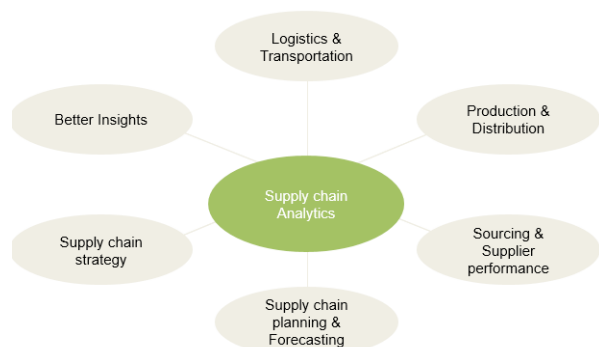 Logistics &
Transportation
Better Insights
Production &
Distribution
Supply chain
Analytics
Supply chain
strategy
Sourcing &
Supplier
performance
Supply chain
planning &
Forecasting